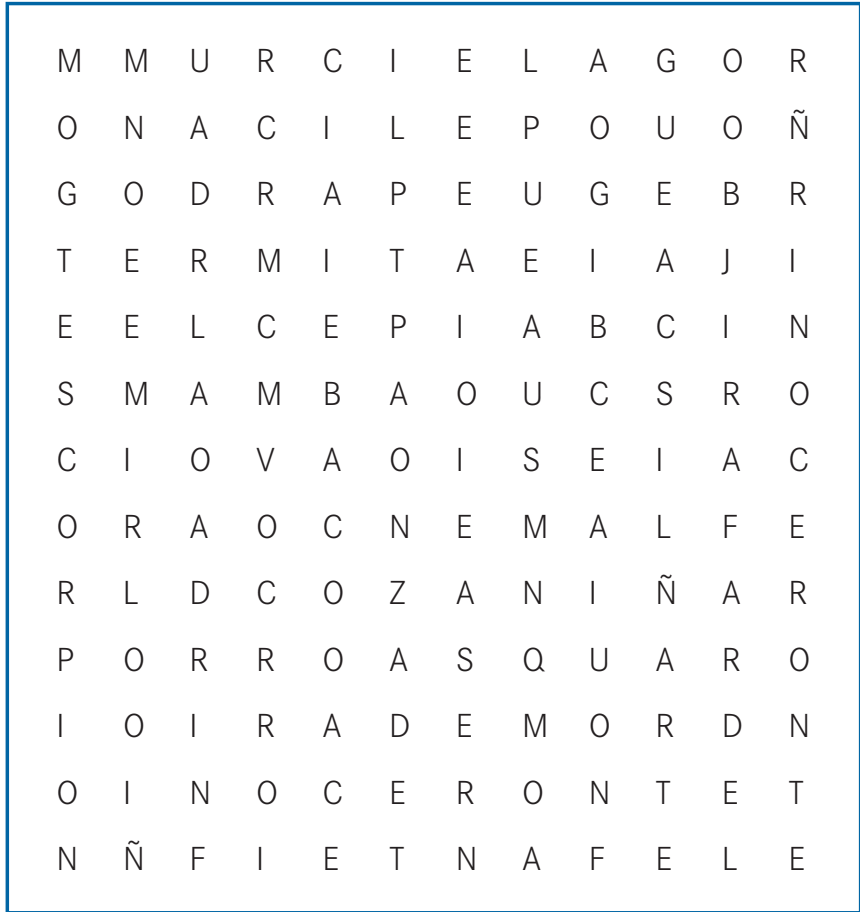 M M U R C I E L A G O R
O N A C I L E P O U O Ñ
G O D R A P E U G E B R
T E R M I T A E I A J I
E E L C E P I A B C I N
S M A M B A O U C S R O
C I O V A O I S E I A C
O R A O C N E M A L F E
R L D C O Z A N I Ñ A R
P O R R O A S Q U A R O
I O I R A D E M O R D N
O I N O C E R O N T E T
N Ñ F I E T N A F E L E